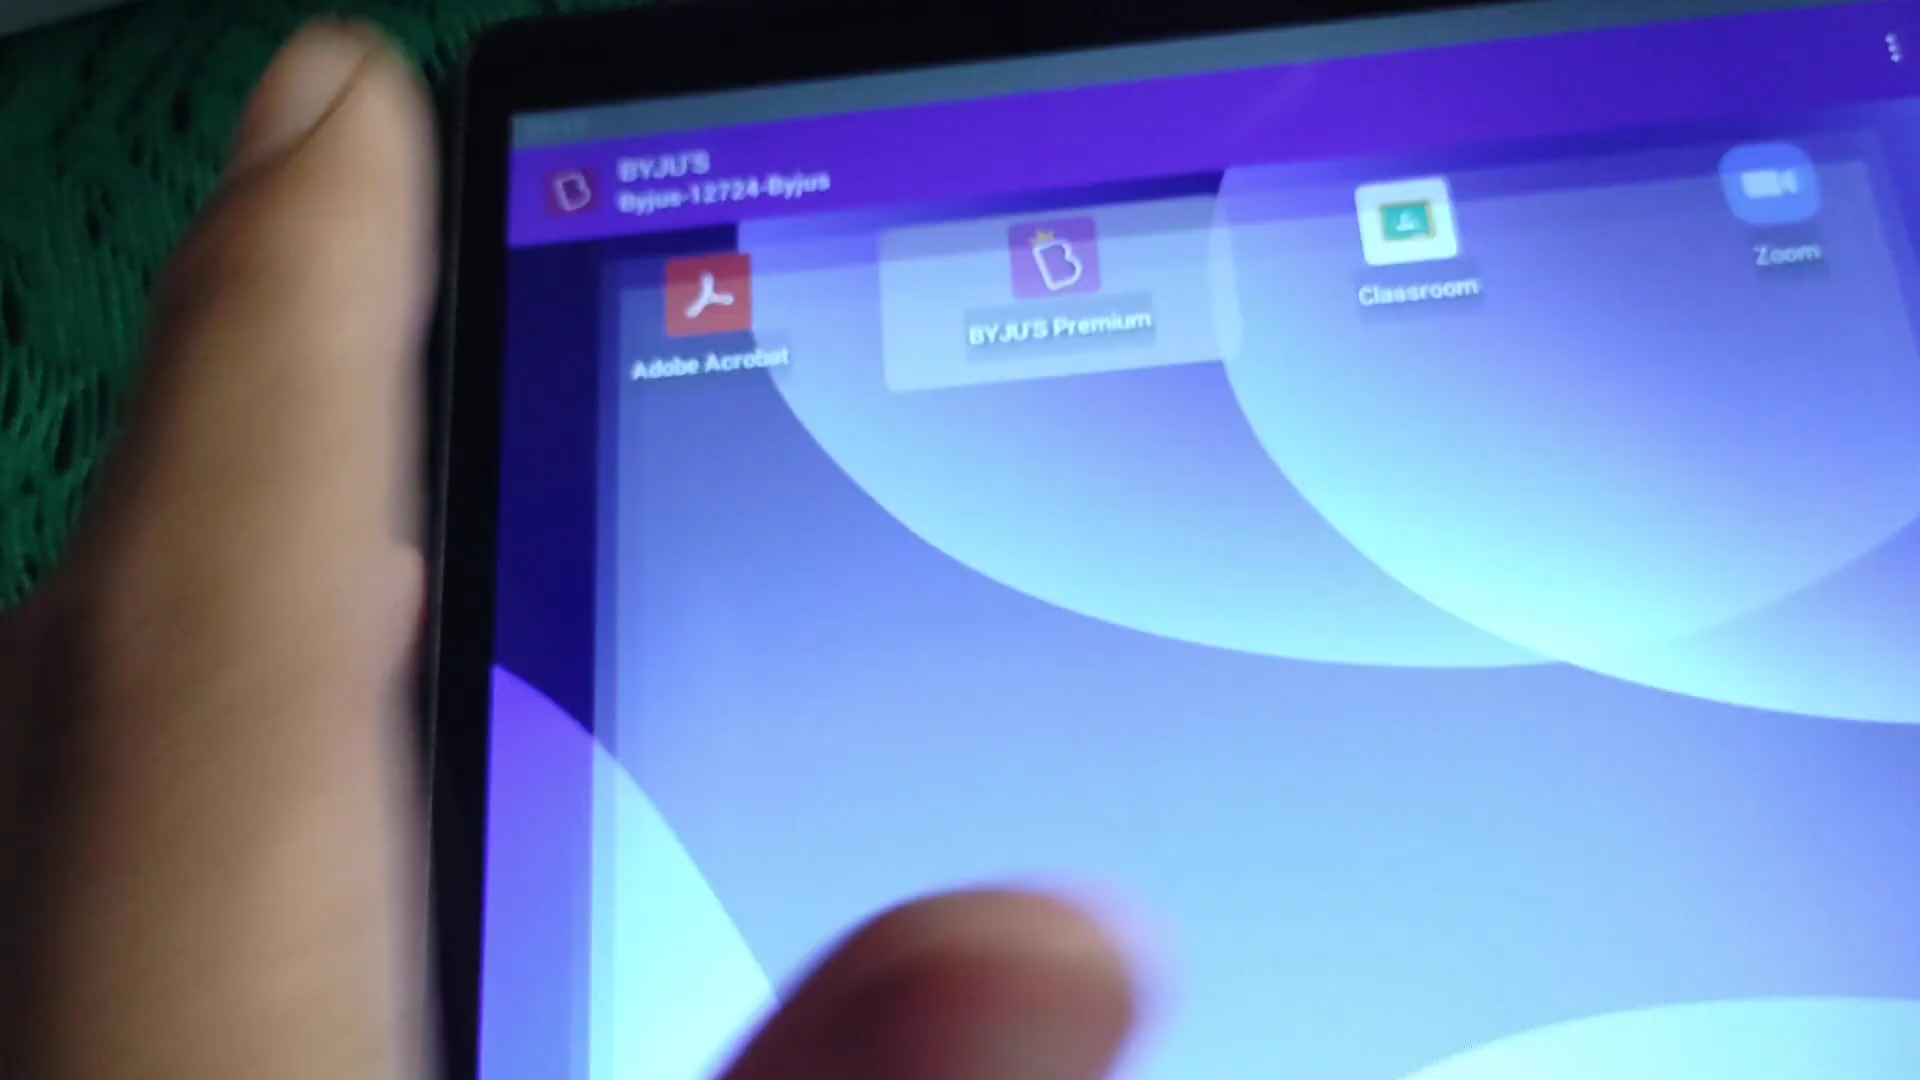 BYJU'S
Byjus-12724-Byjus
Adobe Acrobat
BYJU'S Premium
Classroom
Zoom